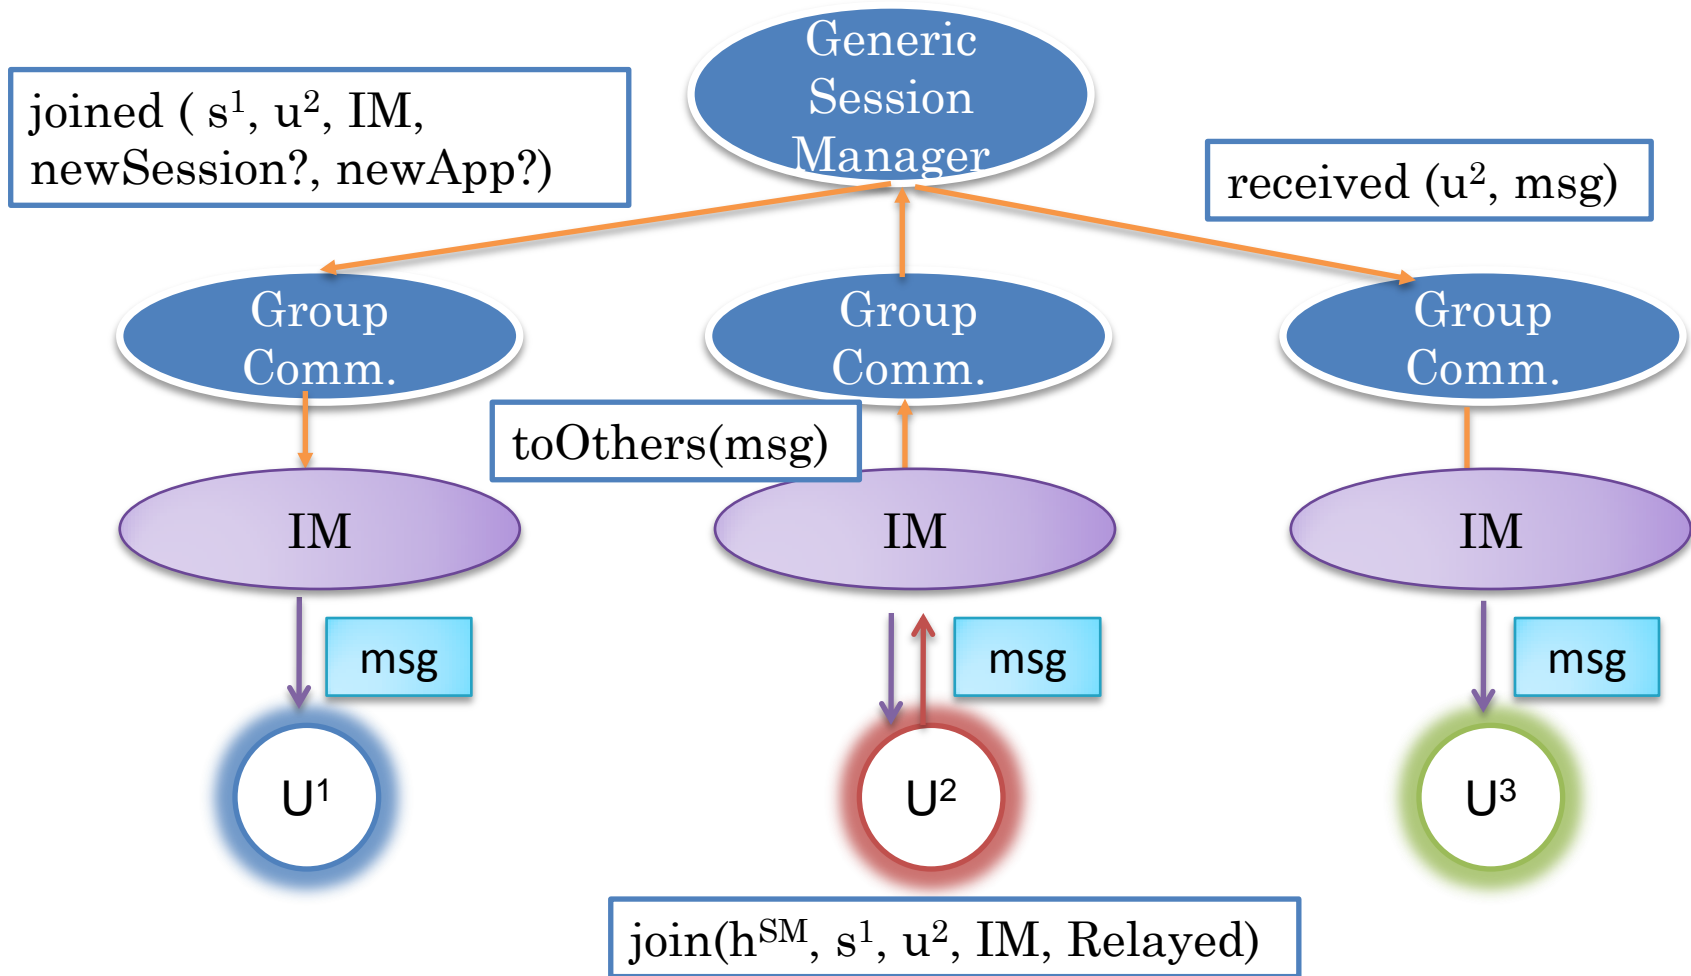 Generic
Session
Manager
joined ( s¹, u², IM,
newSession?, newApp?)
received (u², msg)
Group
Comm.
Group
Comm.
Group
Comm.
toOthers(msg)
IM
IM
IM
msg
msg
msg
U¹
U²
U³
join(hˢᴹ, s¹, u², IM, Relayed)